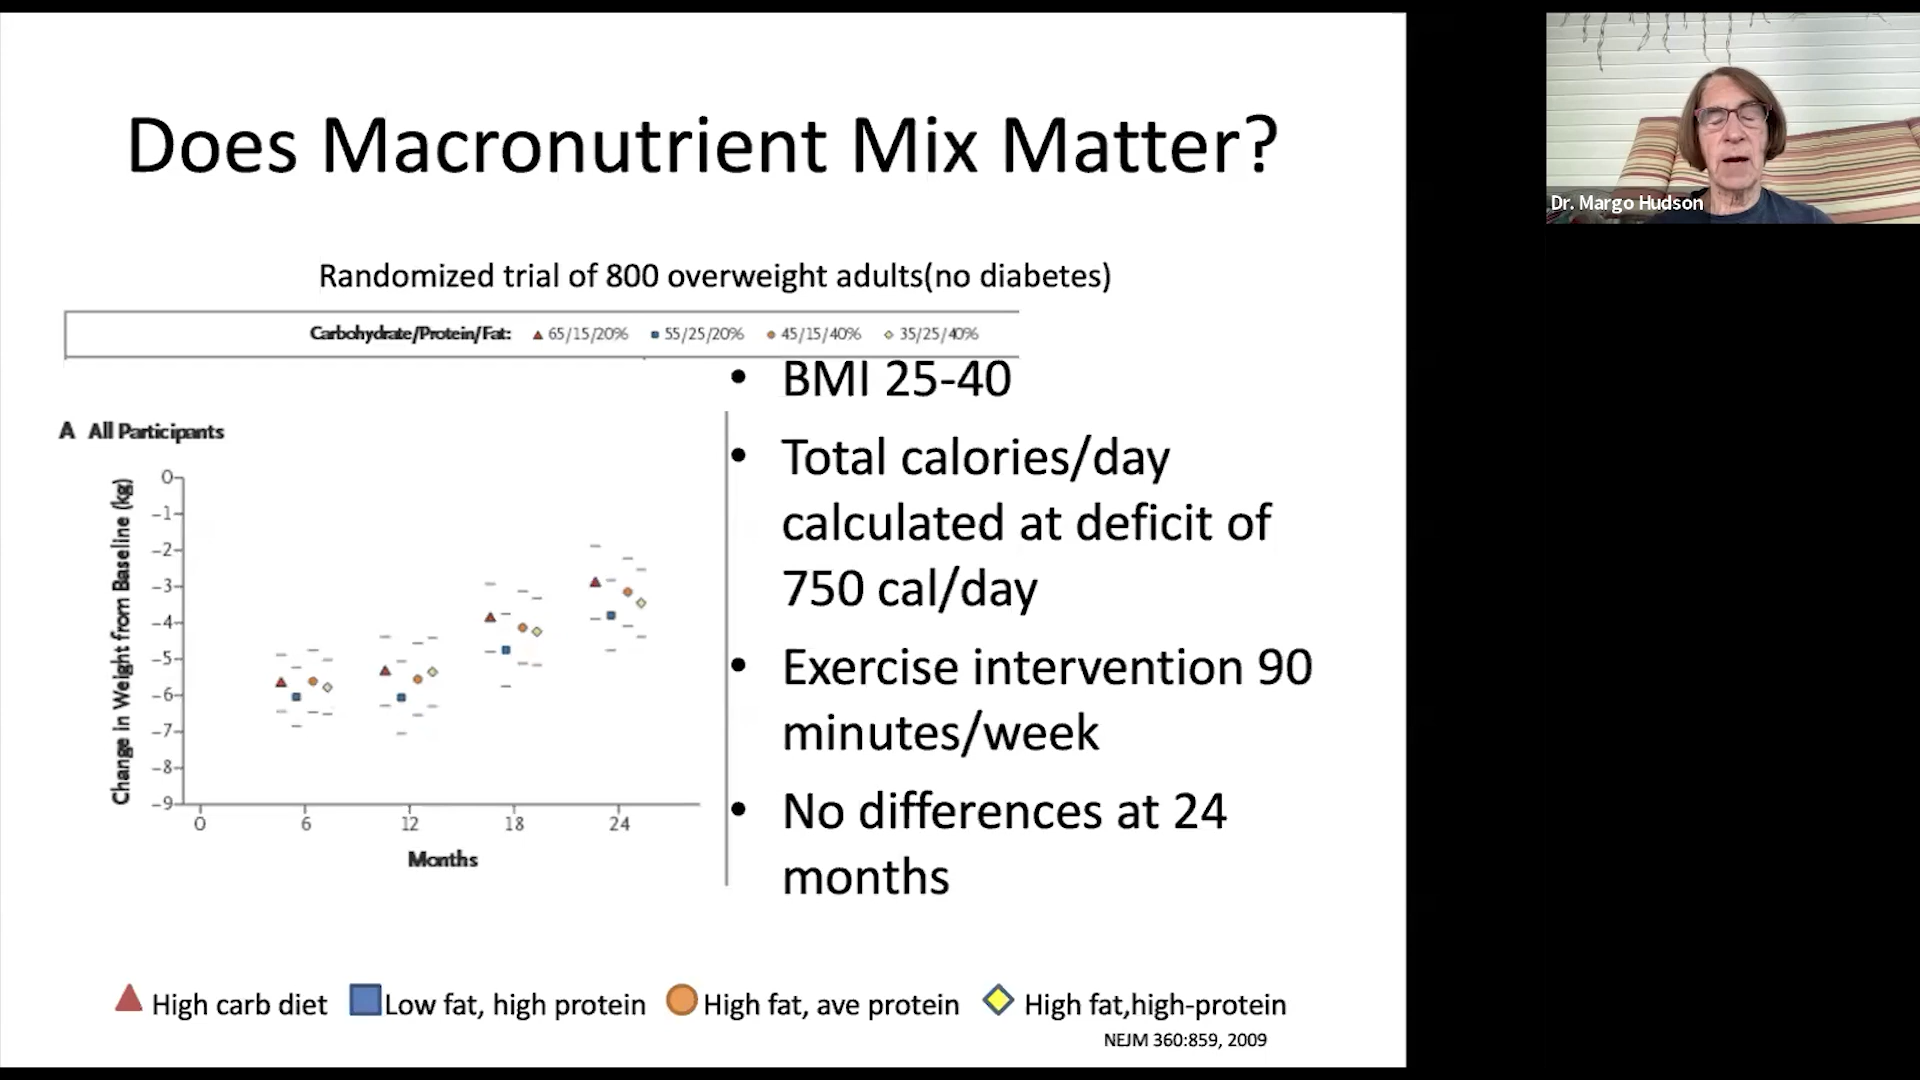 Does Macronutrient Mix Matter?
Dr. Margo Hudson
Randomized trial of 800 overweight adults(no diabetes)
Carbohydrate/Protein/Fat: 65/15/20% 55/25/20% 45/15/40% 35/25/40%
• BMI 25-40
• Total calories/day
calculated at deficit of
750 cal/day
• Exercise intervention 90
minutes/week
• No differences at 24
months
A All Participants
Change in Weight from Baseline (kg)
0
-1
-2
-3
-4
-5
-6
-7
-8
-9
0 6 12 18 24
Months
High carb diet Low fat, high protein High fat, ave protein High fat,high-protein
NEJM 360:859, 2009